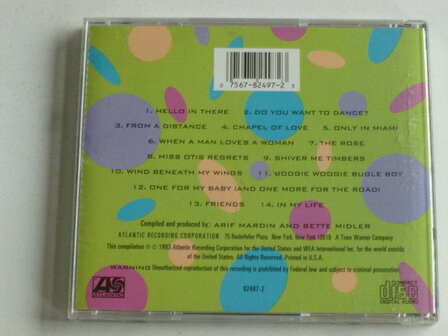 0 7567-82497-2 3
1. HELLO IN THERE 2. DO YOU WANT TO DANCE?
3. FROM A DISTANCE 4. CHAPEL OF LOVE 5. ONLY IN MIAMI
6. WHEN A MAN LOVES A WOMAN 7. THE ROSE
8. MISS OTIS REGRETS 9. SHIVER ME TIMBERS
10. WIND BENEATH MY WINGS 11. BOOGIE WOOGIE BUGLE BOY
12. ONE FOR MY BABY (AND ONE MORE FOR THE ROAD)
13. FRIENDS 14. IN MY LIFE
Compiled and produced by: ARIF MARDIN AND BETTE MIDLER
ATLANTIC RECORDING CORPORATION 75 Rockefeller Plaza, New York, New York 10019 A Time Warner Company
This compilation ℗ © 1993 Atlantic Recording Corporation for the United States and WEA International Inc. for the world outside
of the United States. All Rights Reserved. Printed in U.S.A.
WARNING: Unauthorized reproduction of this recording is prohibited by Federal law and subject to criminal prosecution.
ATLANTIC
82497-2
COMPACT
disc
DIGITAL AUDIO